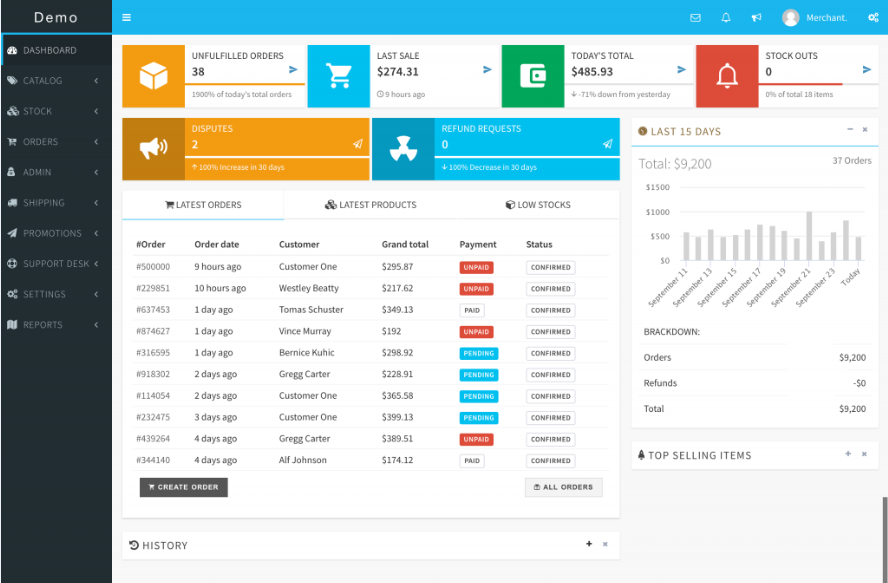 Demo
Merchant.
DASHBOARD
CATALOG
STOCK
ORDERS
ADMIN
SHIPPING
PROMOTIONS
SUPPORT DESK
SETTINGS
REPORTS
UNFULFILLED ORDERS
38
1900% of today's total orders
LAST SALE
$274.31
9 hours ago
TODAY'S TOTAL
$485.93
-71% down from yesterday
STOCK OUTS
0
0% of total 18 items
DISPUTES
2
100% Increase in 30 days
REFUND REQUESTS
0
100% Decrease in 30 days
LATEST ORDERS LATEST PRODUCTS LOW STOCKS
#Order Order date Customer Grand total Payment Status
#500000 9 hours ago Customer One $295.87 UNPAID CONFIRMED
#229851 10 hours ago Westley Beatty $217.62 UNPAID CONFIRMED
#637453 1 day ago Tomas Schuster $349.13 PAID CONFIRMED
#874627 1 day ago Vince Murray $192 UNPAID CONFIRMED
#316595 1 day ago Bernice Kuhic $298.92 PENDING CONFIRMED
#918302 2 days ago Gregg Carter $228.91 PENDING CONFIRMED
#114054 2 days ago Customer One $365.58 PENDING CONFIRMED
#232475 3 days ago Customer One $399.13 PENDING CONFIRMED
#439264 4 days ago Gregg Carter $389.51 UNPAID CONFIRMED
#344140 4 days ago Alf Johnson $174.12 PAID CONFIRMED
CREATE ORDER ALL ORDERS
HISTORY
LAST 15 DAYS
Total: $9,200 37 Orders
$1500
$1000
$500
$0
September 11 September 13 September 15 September 17 September 19 September 21 September 23 Today
BRACKDOWN:
Orders $9,200
Refunds -$0
Total $9,200
TOP SELLING ITEMS